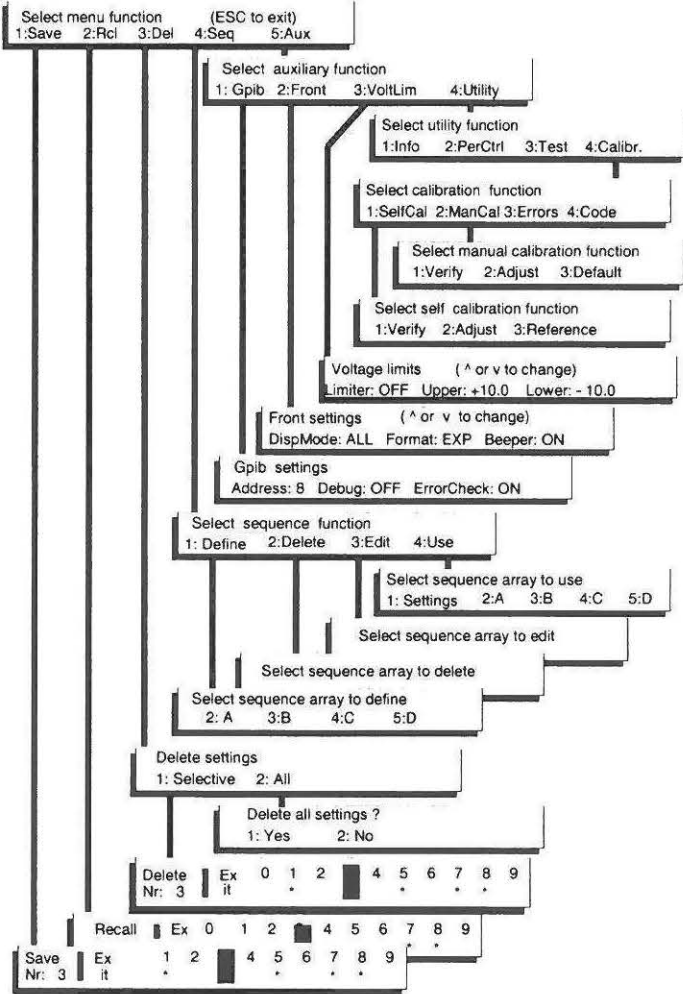 Select menu function (ESC to exit)
1:Save 2:Rcl 3:Del 4:Seq 5:Aux
Select auxiliary function
1: Gpib 2:Front 3:VoltLim 4:Utility
Select utility function
1:Info 2:PerCtrl 3:Test 4:Calibr.
Select calibration function
1:SelfCal 2:ManCal 3:Errors 4:Code
Select manual calibration function
1:Verify 2:Adjust 3:Default
Select self calibration function
1:Verify 2:Adjust 3:Reference
Voltage limits (^ or v to change)
Limiter: OFF Upper: +10.0 Lower: - 10.0
Front settings (^ or v to change)
DispMode: ALL Format: EXP Beeper: ON
Gpib settings
Address: 8 Debug: OFF ErrorCheck: ON
Select sequence function
1: Define 2:Delete 3:Edit 4:Use
Select sequence array to use
1: Settings 2:A 3:B 4:C 5:D
Select sequence array to edit
Select sequence array to delete
Select sequence array to define
2: A 3:B 4:C 5:D
Delete settings
1: Selective 2: All
Delete all settings ?
1: Yes 2: No
Delete Ex 0 1 2 4 5 6 7 8 9
Nr: 3 it * * * *
Recall Ex 0 1 2 4 5 6 7 8 9
* *
Save Ex 1 2 4 5 6 7 8 9
Nr: 3 it * * * *